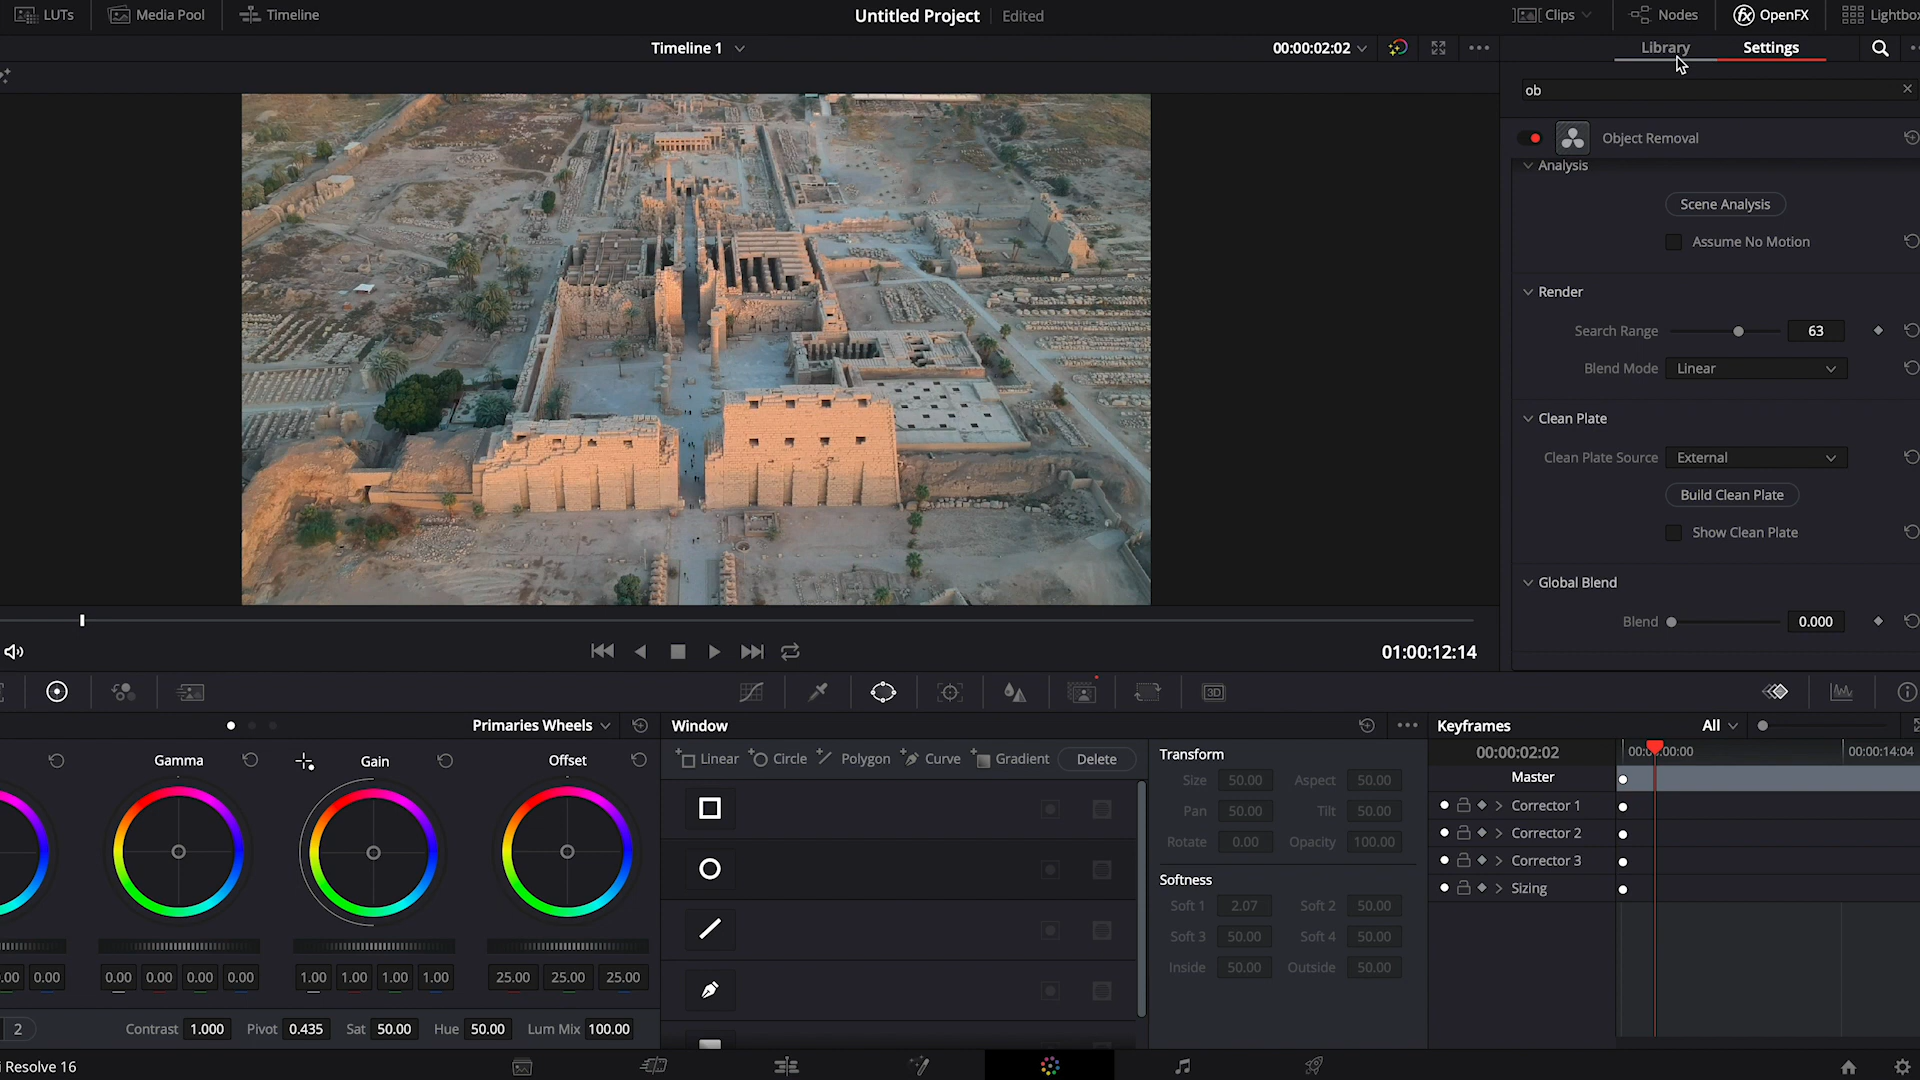 LUTs Media Pool Timeline Untitled Project Edited Clips Nodes fx OpenFX
Timeline 1 00:00:02:02 Library Settings
ob
Object Removal
Analysis
Scene Analysis
Assume No Motion
Render
Search Range 63
Blend Mode Linear
Clean Plate
Clean Plate Source External
Build Clean Plate
Show Clean Plate
Global Blend
Blend 0.000
01:00:12:14
3D
Primaries Wheels Window Keyframes All
Linear Circle Polygon Curve Gradient Delete Transform 00:00:02:02 00:00:14:04
Gamma Gain Offset
Size 50.00 Aspect 50.00 Master
Pan 50.00 Tilt 50.00 Corrector 1
Rotate 0.00 Opacity 100.00 Corrector 2
Softness Corrector 3
Soft 1 2.07 Soft 2 50.00 Sizing
Soft 3 50.00 Soft 4 50.00
Inside 50.00 Outside 50.00
.00 0.00 0.00 0.00 0.00 0.00 1.00 1.00 1.00 1.00 25.00 25.00 25.00
2 Contrast 1.000 Pivot 0.435 Sat 50.00 Hue 50.00 Lum Mix 100.00
i Resolve 16